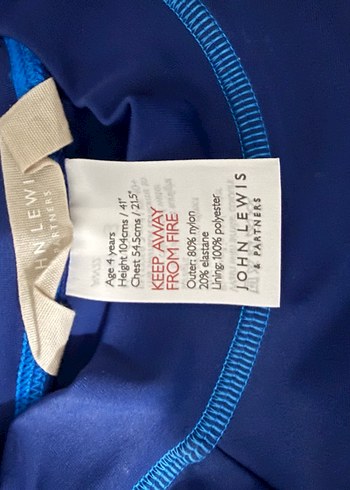 JOHN LEWIS
& PARTNERS
Age 4 years
Height 104cms / 41"
Chest 54.5cms / 21.5"
KEEP AWAY
FROM FIRE
Outer: 80% nylon
20% elastane
Lining: 100% polyester
JOHN LEWIS
& PARTNERS